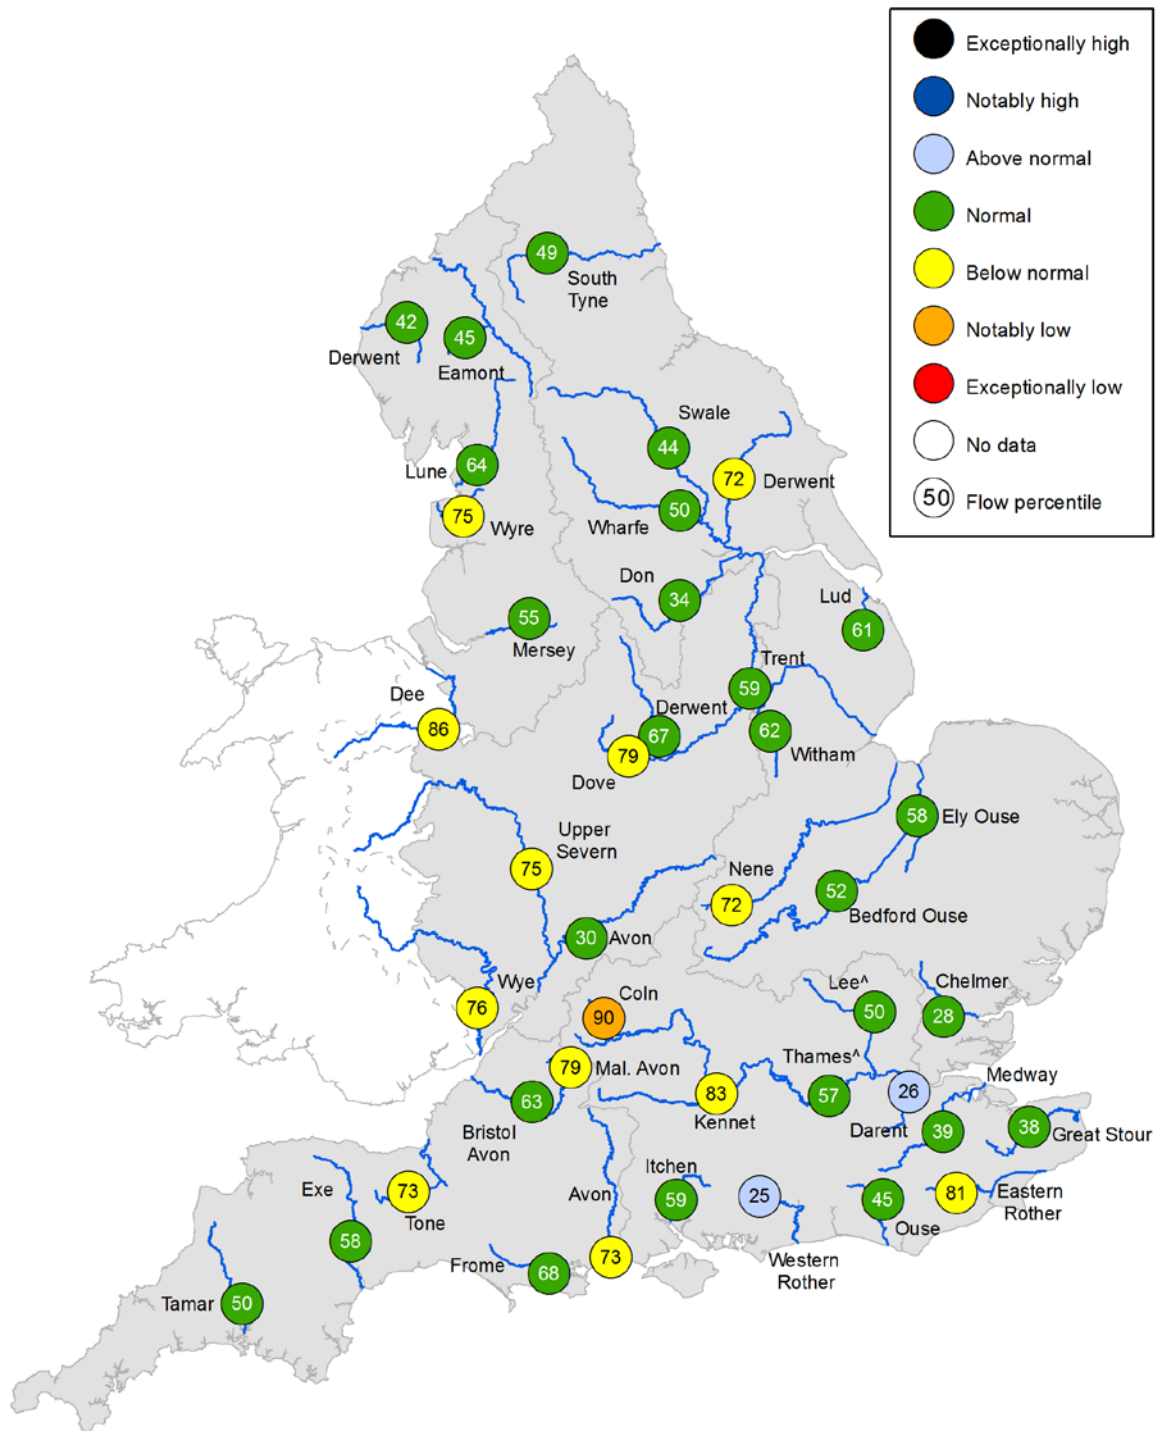 Exceptionally high
Notably high
Above normal
Normal
Below normal
Notably low
Exceptionally low
No data
50 Flow percentile
49
South
Tyne
42
Derwent
45
Eamont
Swale
44
72 Derwent
Lune 64
75 Wyre
Wharfe 50
Don
34
Lud
61
55
Mersey
Trent
59
Dee
86
Derwent
67
62
Witham
79
Dove
58 Ely Ouse
Upper
Severn
75
Nene
72
52
Bedford Ouse
30 Avon
Wye
76
Coln
90
Lee^
50
Chelmer
28
79 Mal. Avon
63
Bristol
Avon
83
Kennet
Thames^
57
26
Darent
Medway
39
38 Great Stour
Exe
58
73
Tone
Avon
73
Itchen
59
25
Western
Rother
45
Ouse
81 Eastern
Rother
Frome 68
Tamar 50